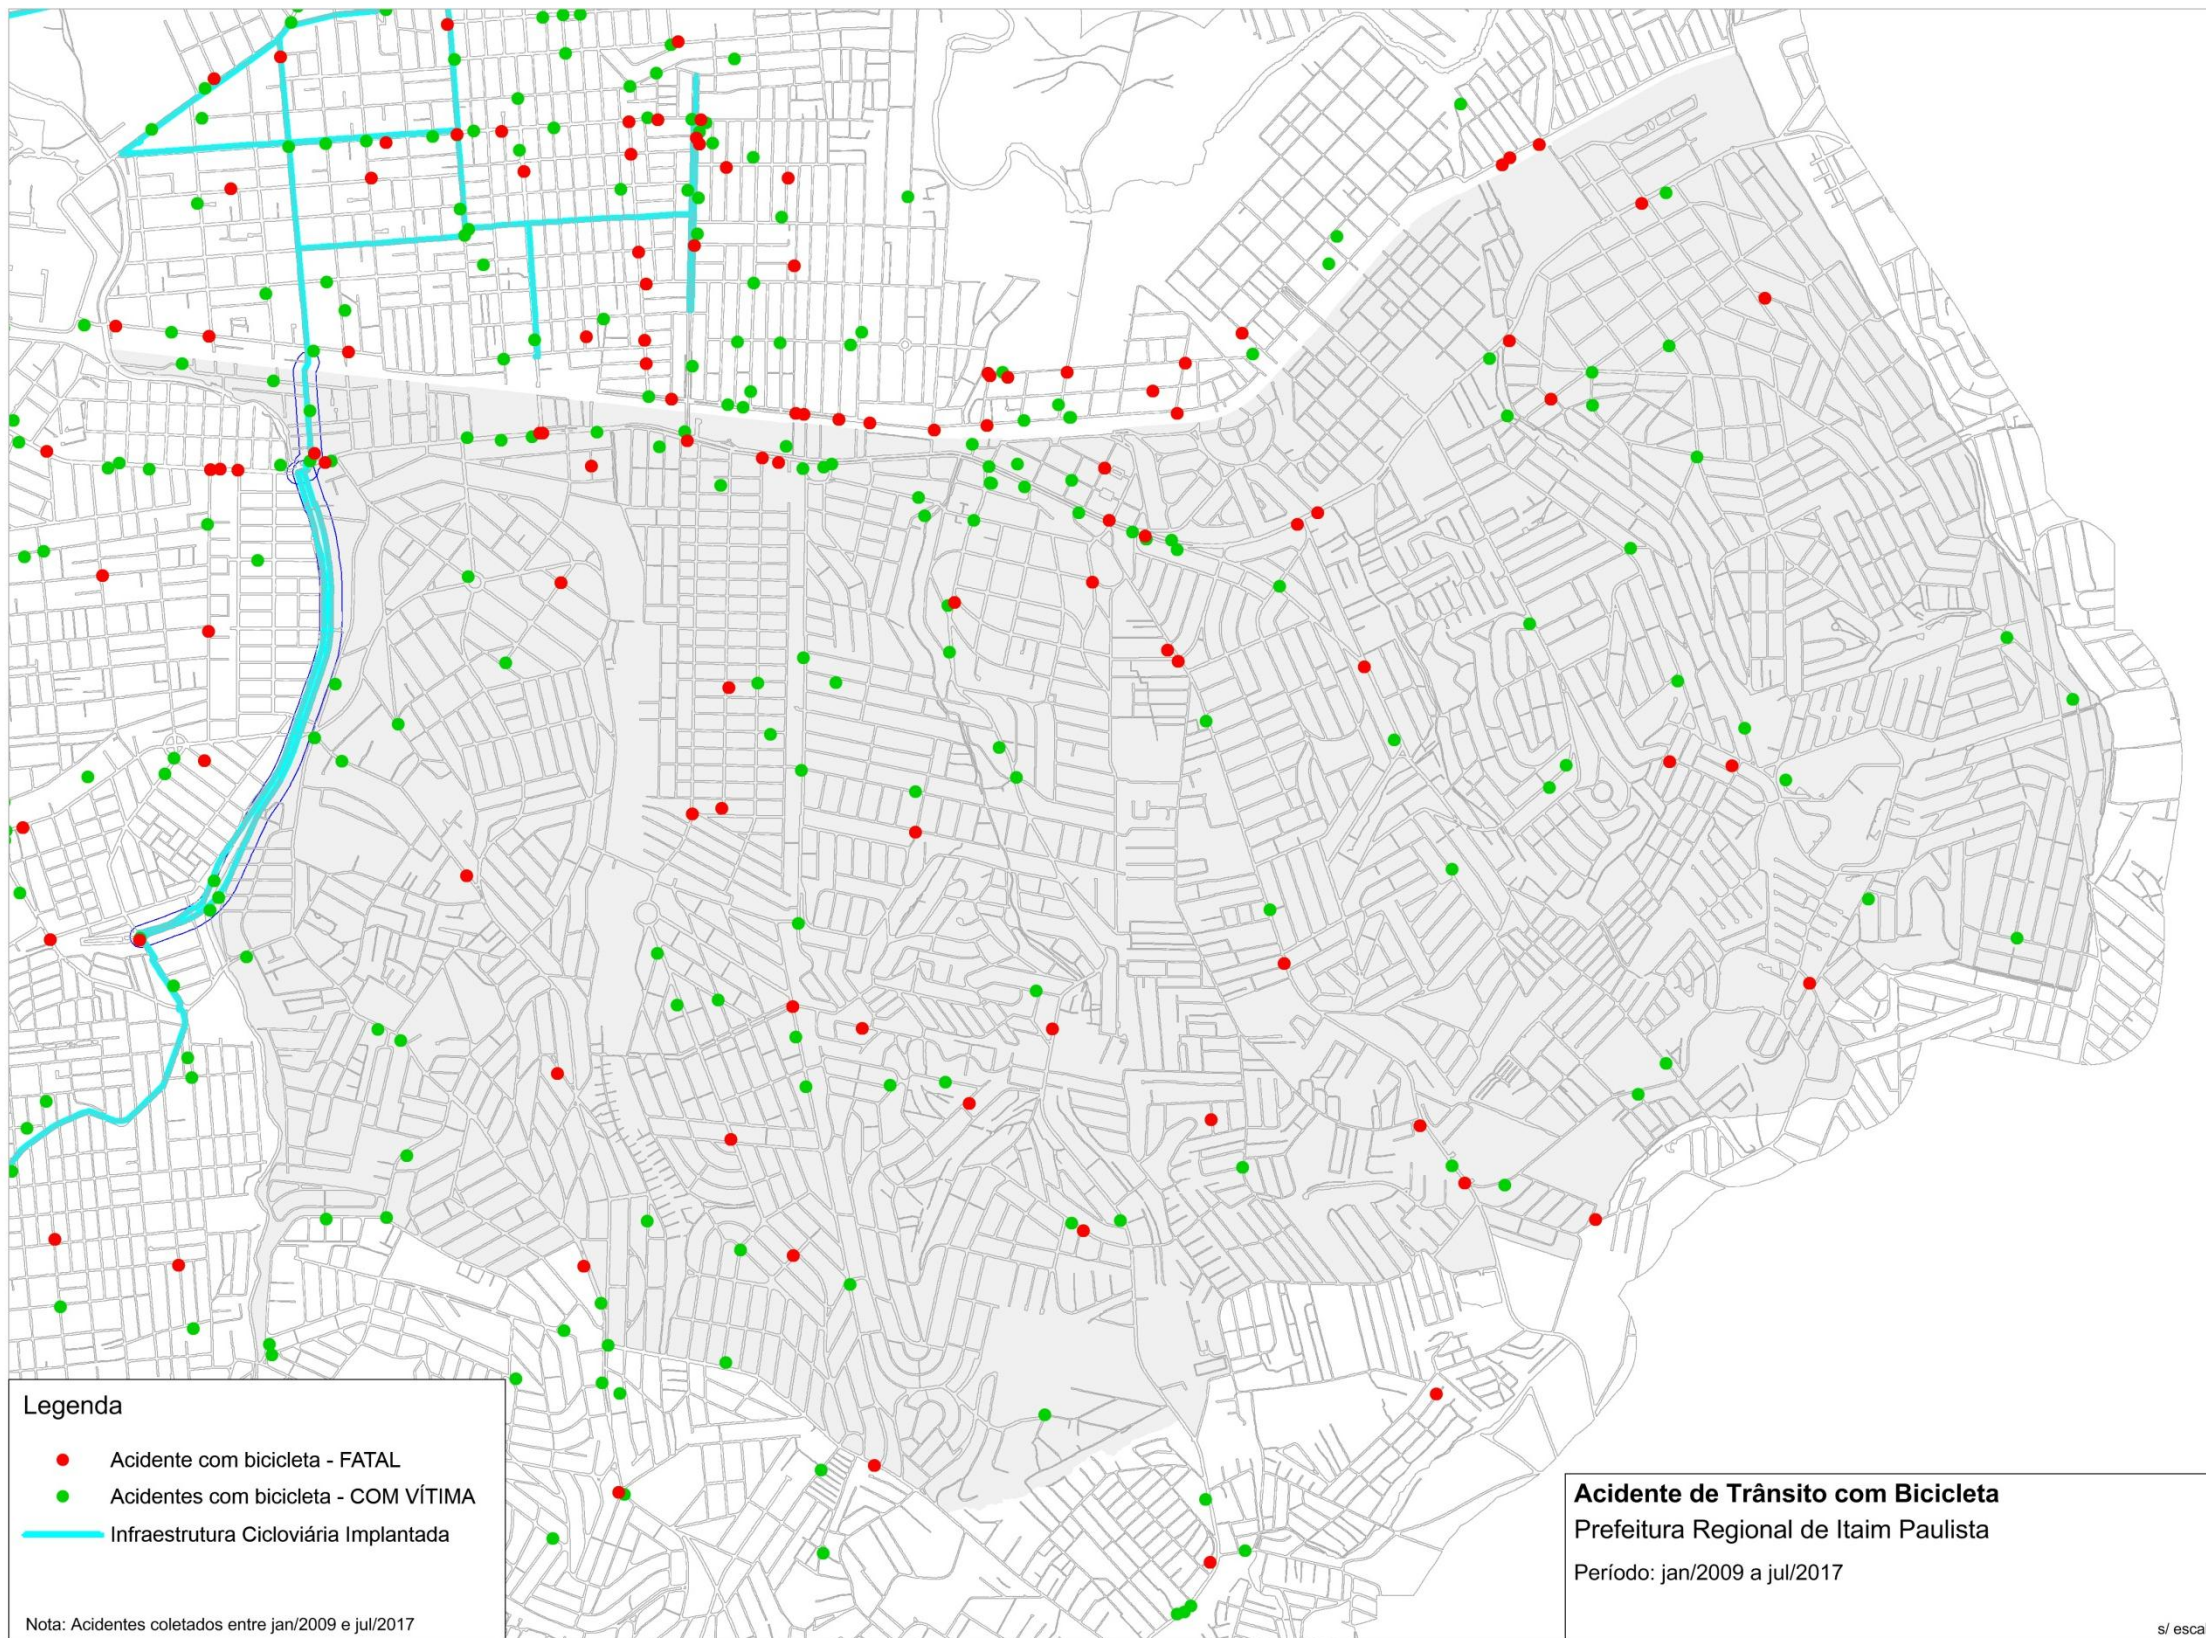 Legenda
Acidente com bicicleta - FATAL
Acidentes com bicicleta - COM VÍTIMA
Infraestrutura Cicloviária Implantada
Nota: Acidentes coletados entre jan/2009 e jul/2017
Acidente de Trânsito com Bicicleta
Prefeitura Regional de Itaim Paulista
Período: jan/2009 a jul/2017
s/ esca